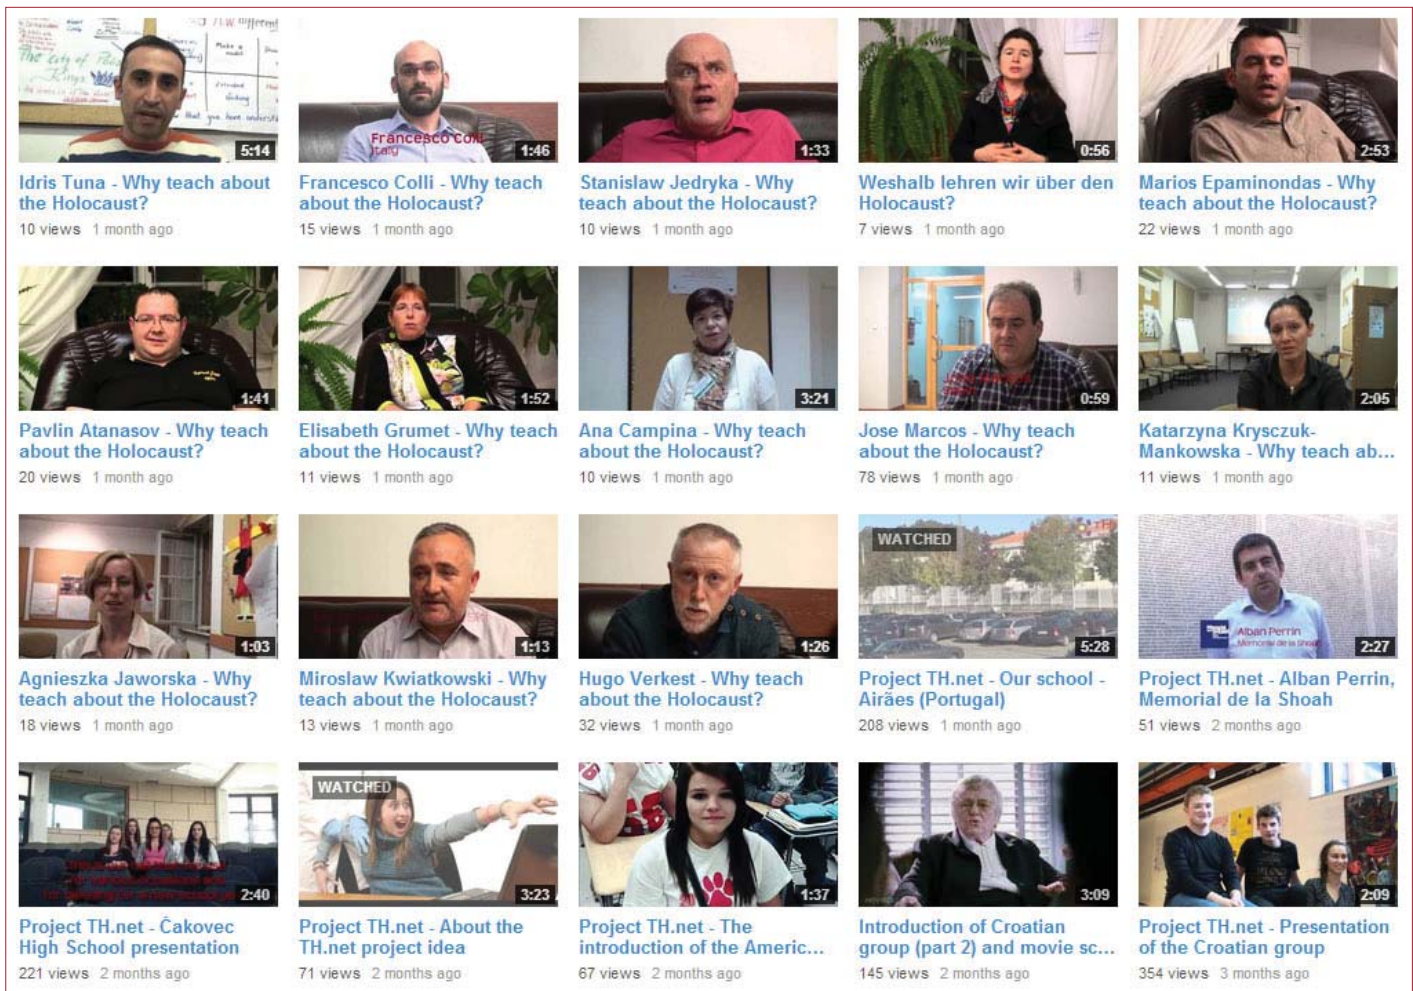 The city of
5:14
Francesco Colli
Italy
1:46
1:33
0:56
2:53
Idris Tuna - Why teach about
the Holocaust?
10 views 1 month ago
Francesco Colli - Why teach
about the Holocaust?
15 views 1 month ago
Stanislaw Jedryka - Why
teach about the Holocaust?
10 views 1 month ago
Weshalb lehren wir über den
Holocaust?
7 views 1 month ago
Marios Epaminondas - Why
teach about the Holocaust?
22 views 1 month ago
1:41
1:52
3:21
0:59
2:05
Pavlin Atanasov - Why teach
about the Holocaust?
20 views 1 month ago
Elisabeth Grumet - Why teach
about the Holocaust?
11 views 1 month ago
Ana Campina - Why teach
about the Holocaust?
10 views 1 month ago
Jose Marcos - Why teach
about the Holocaust?
78 views 1 month ago
Katarzyna Krysczuk-
Mankowska - Why teach ab...
11 views 1 month ago
1:03
1:13
1:26
WATCHED
5:28
Alban Perrin
Memorial de la Shoah
2:27
Agnieszka Jaworska - Why
teach about the Holocaust?
18 views 1 month ago
Miroslaw Kwiatkowski - Why
teach about the Holocaust?
13 views 1 month ago
Hugo Verkest - Why teach
about the Holocaust?
32 views 1 month ago
Project TH.net - Our school -
Airães (Portugal)
208 views 1 month ago
Project TH.net - Alban Perrin,
Memorial de la Shoah
51 views 2 months ago
2:40
WATCHED
3:23
1:37
3:09
2:09
Project TH.net - Čakovec
High School presentation
221 views 2 months ago
Project TH.net - About the
TH.net project idea
71 views 2 months ago
Project TH.net - The
introduction of the Americ...
67 views 2 months ago
Introduction of Croatian
group (part 2) and movie sc...
145 views 2 months ago
Project TH.net - Presentation
of the Croatian group
354 views 3 months ago